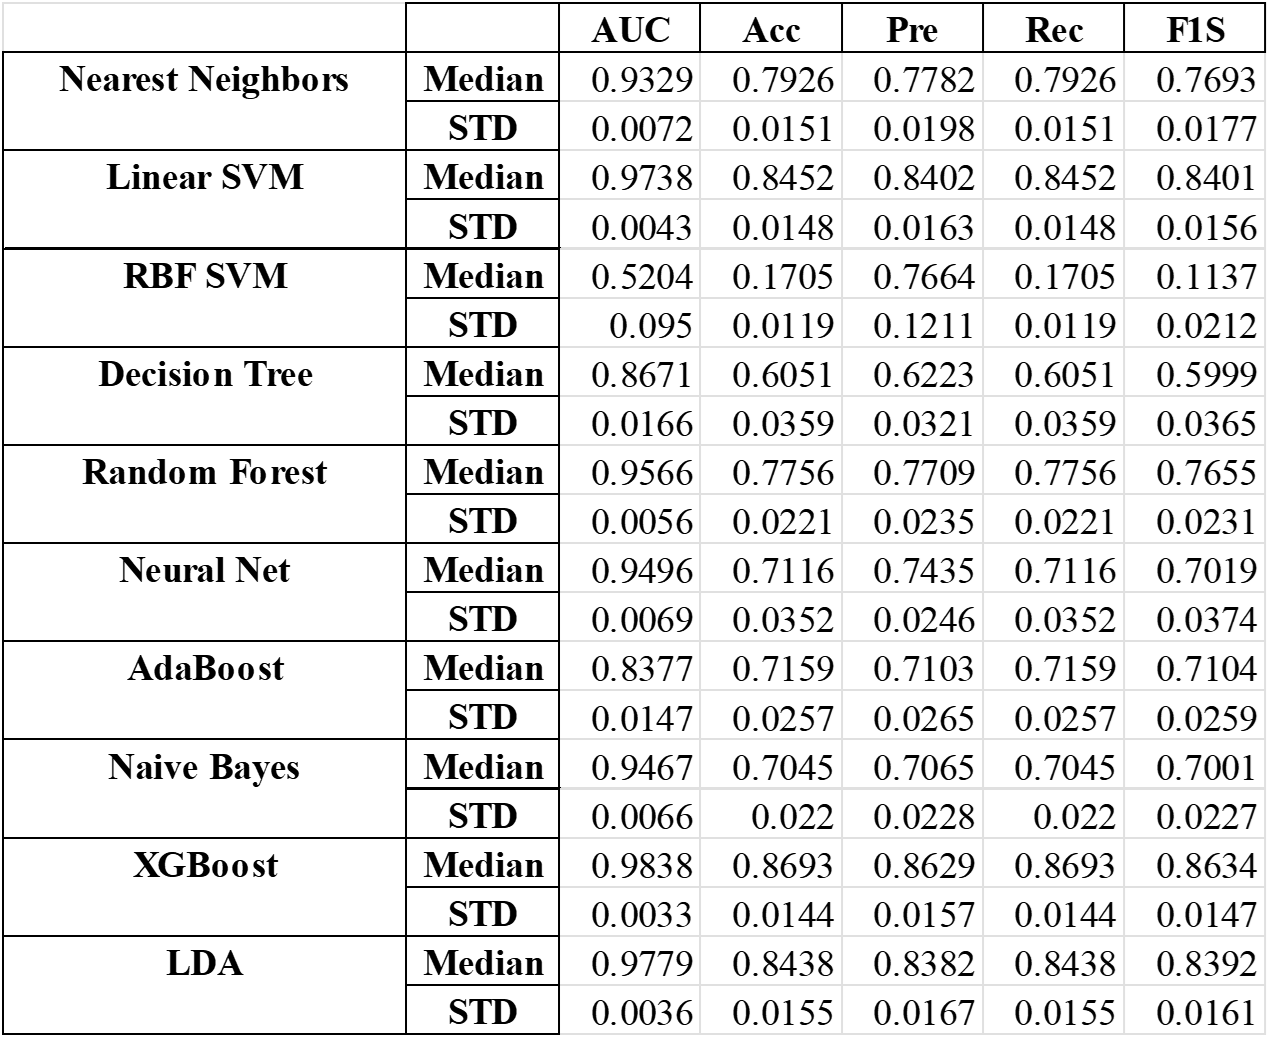 AUC Acc Pre Rec F1S
Nearest Neighbors Median 0.9329 0.7926 0.7782 0.7926 0.7693
STD 0.0072 0.0151 0.0198 0.0151 0.0177
Linear SVM Median 0.9738 0.8452 0.8402 0.8452 0.8401
STD 0.0043 0.0148 0.0163 0.0148 0.0156
RBF SVM Median 0.5204 0.1705 0.7664 0.1705 0.1137
STD 0.095 0.0119 0.1211 0.0119 0.0212
Decision Tree Median 0.8671 0.6051 0.6223 0.6051 0.5999
STD 0.0166 0.0359 0.0321 0.0359 0.0365
Random Forest Median 0.9566 0.7756 0.7709 0.7756 0.7655
STD 0.0056 0.0221 0.0235 0.0221 0.0231
Neural Net Median 0.9496 0.7116 0.7435 0.7116 0.7019
STD 0.0069 0.0352 0.0246 0.0352 0.0374
AdaBoost Median 0.8377 0.7159 0.7103 0.7159 0.7104
STD 0.0147 0.0257 0.0265 0.0257 0.0259
Naive Bayes Median 0.9467 0.7045 0.7065 0.7045 0.7001
STD 0.0066 0.022 0.0228 0.022 0.0227
XGBoost Median 0.9838 0.8693 0.8629 0.8693 0.8634
STD 0.0033 0.0144 0.0157 0.0144 0.0147
LDA Median 0.9779 0.8438 0.8382 0.8438 0.8392
STD 0.0036 0.0155 0.0167 0.0155 0.0161